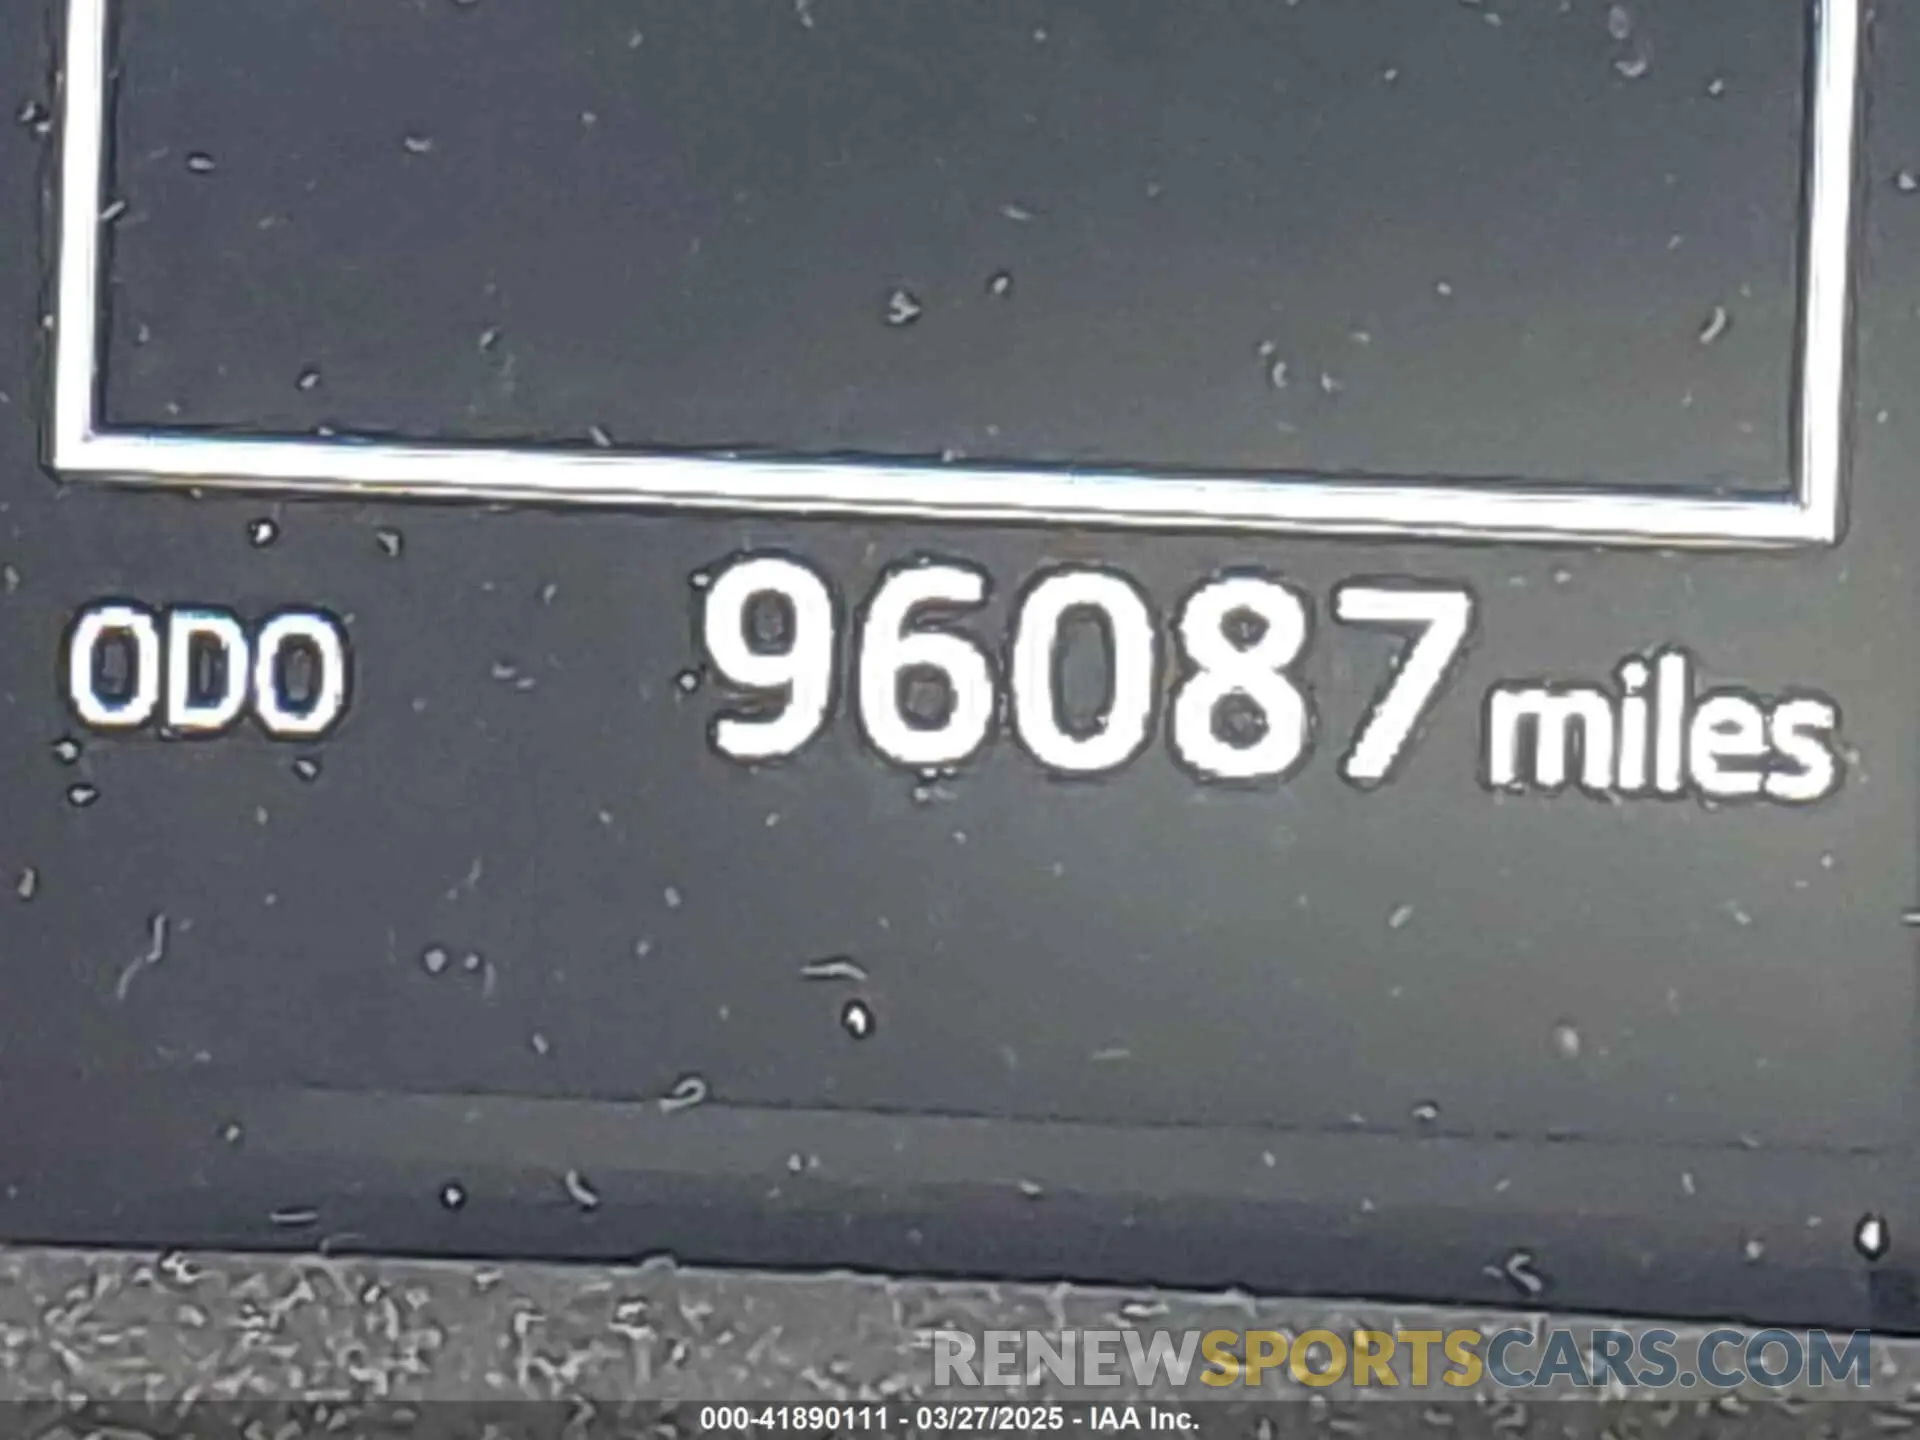 ODO 96087 miles
RENEWSPORTSCARS.COM
000-41890111 - 03/27/2025 - IAA Inc.